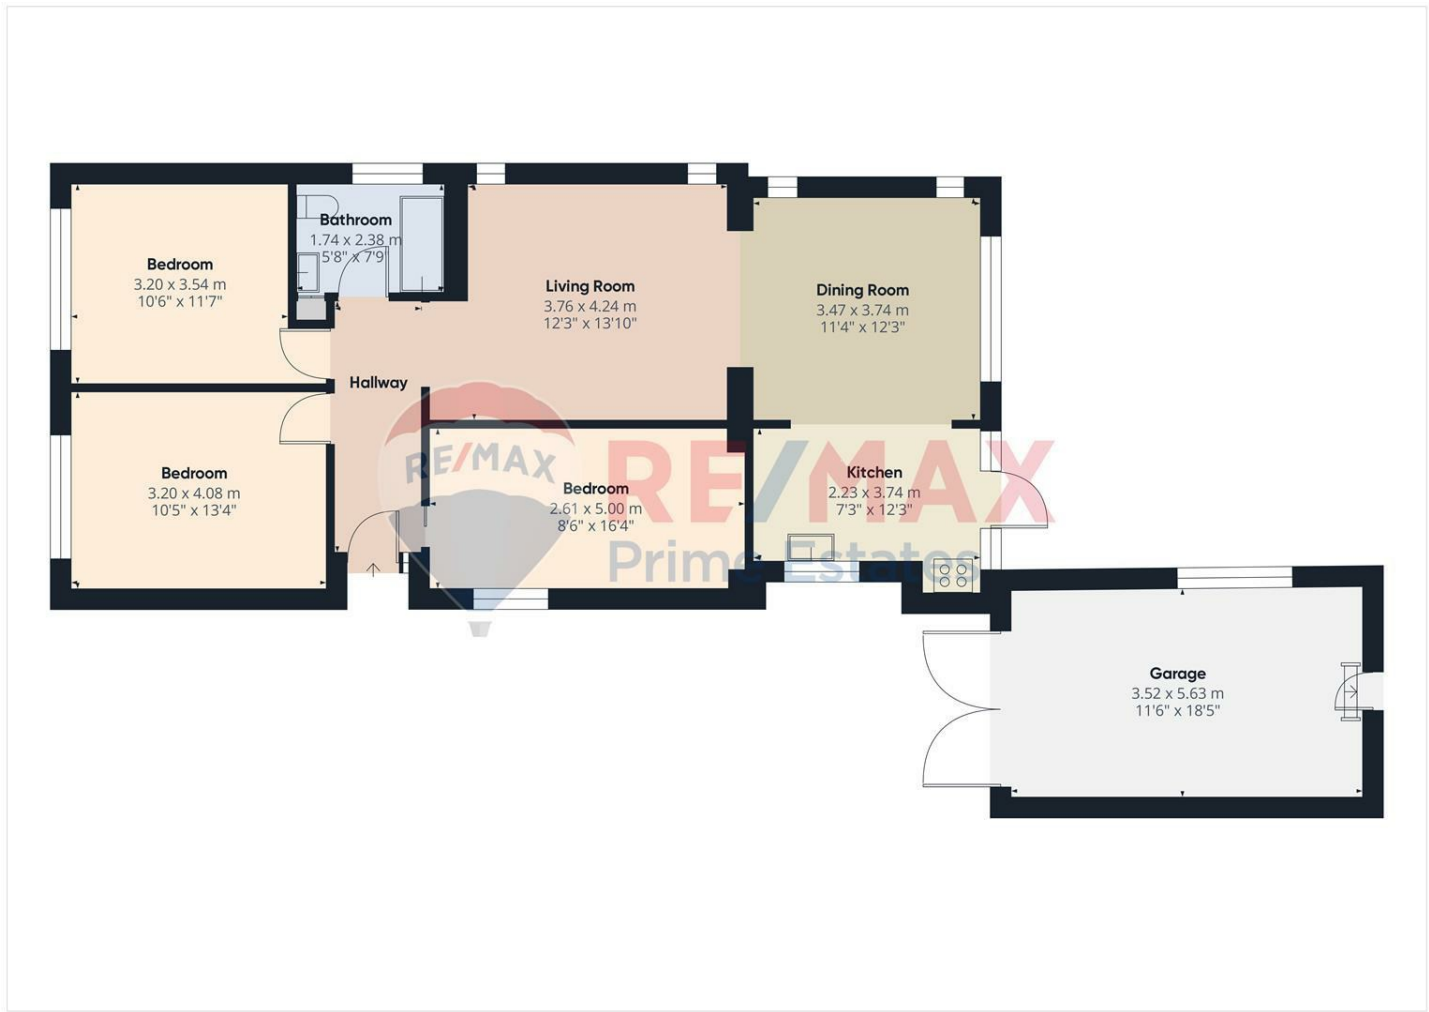 Bedroom
3.20 x 3.54 m
10'6" x 11'7"
Bathroom
1.74 x 2.38 m
5'8" x 7'9"
Living Room
3.76 x 4.24 m
12'3" x 13'10"
Dining Room
3.47 x 3.74 m
11'4" x 12'3"
Hallway
Bedroom
3.20 x 4.08 m
10'5" x 13'4"
RE/MAX
Bedroom
2.61 x 5.00 m
8'6" x 16'4"
RE/MAX
Prime Estates
Kitchen
2.23 x 3.74 m
7'3" x 12'3"
Garage
3.52 x 5.63 m
11'6" x 18'5"